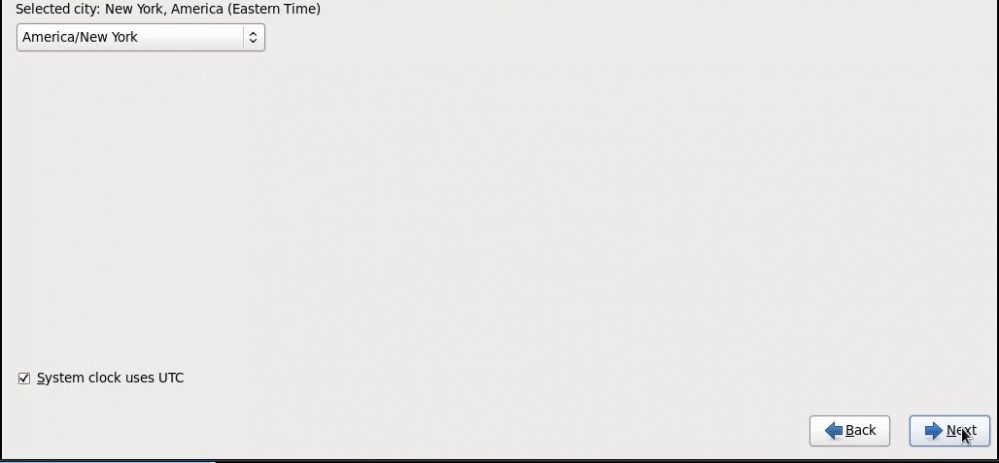 Selected city: New York, America (Eastern Time)
America/New York
System clock uses UTC
Back
Next